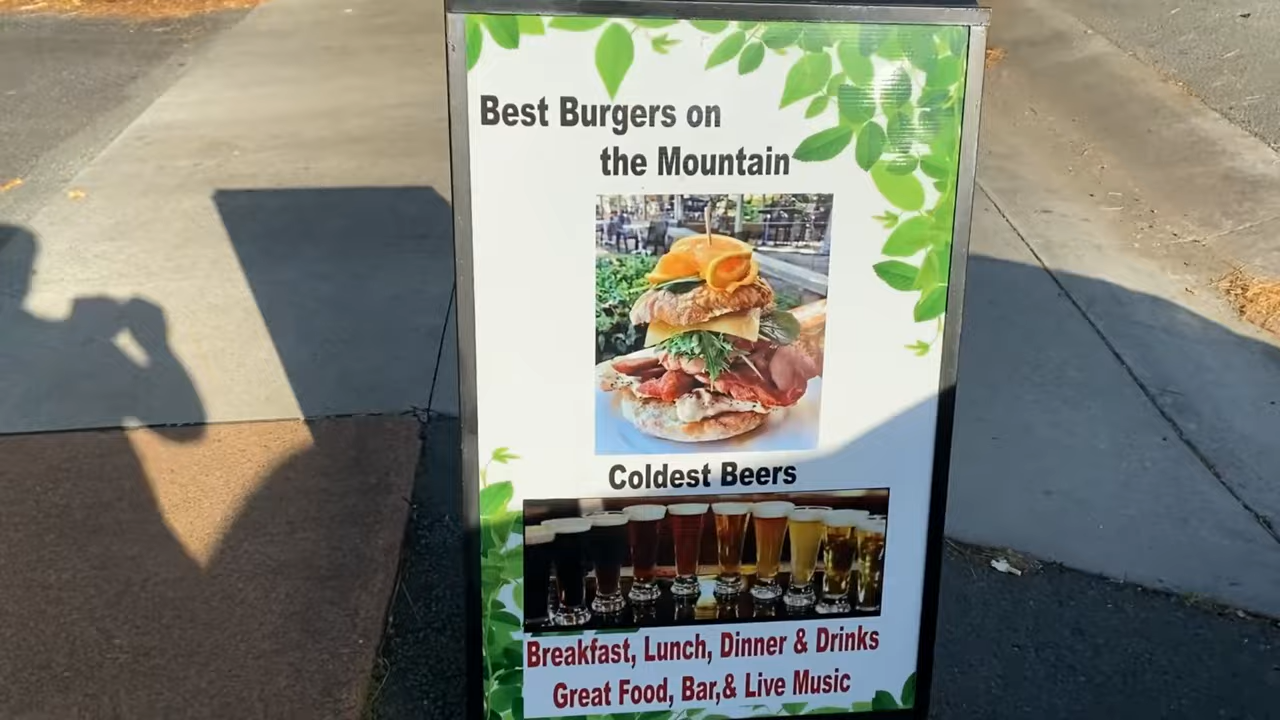 Best Burgers on
the Mountain
Coldest Beers
Breakfast, Lunch, Dinner & Drinks
Great Food, Bar,& Live Music